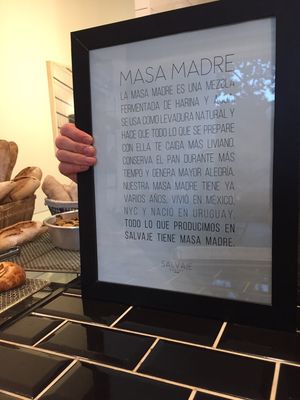 MASA MADRE
LA MASA MADRE ES UNA MEZCLA
FERMENTADA DE HARINA Y AGUA
SE USA COMO LEVADURA NATURAL Y
HACE QUE TODO LO QUE SE PREPARE
CON ELLA TE CAIGA MÁS LIVIANO.
CONSERVA EL PAN DURANTE MÁS
TIEMPO Y GENERA MAYOR ALEGRÍA.
NUESTRA MASA MADRE TIENE YA
VARIOS AÑOS, VIVIÓ EN MÉXICO,
NYC Y NACIÓ EN URUGUAY.
TODO LO QUE PRODUCIMOS EN
SALVAJE TIENE MASA MADRE.
SALVAJE